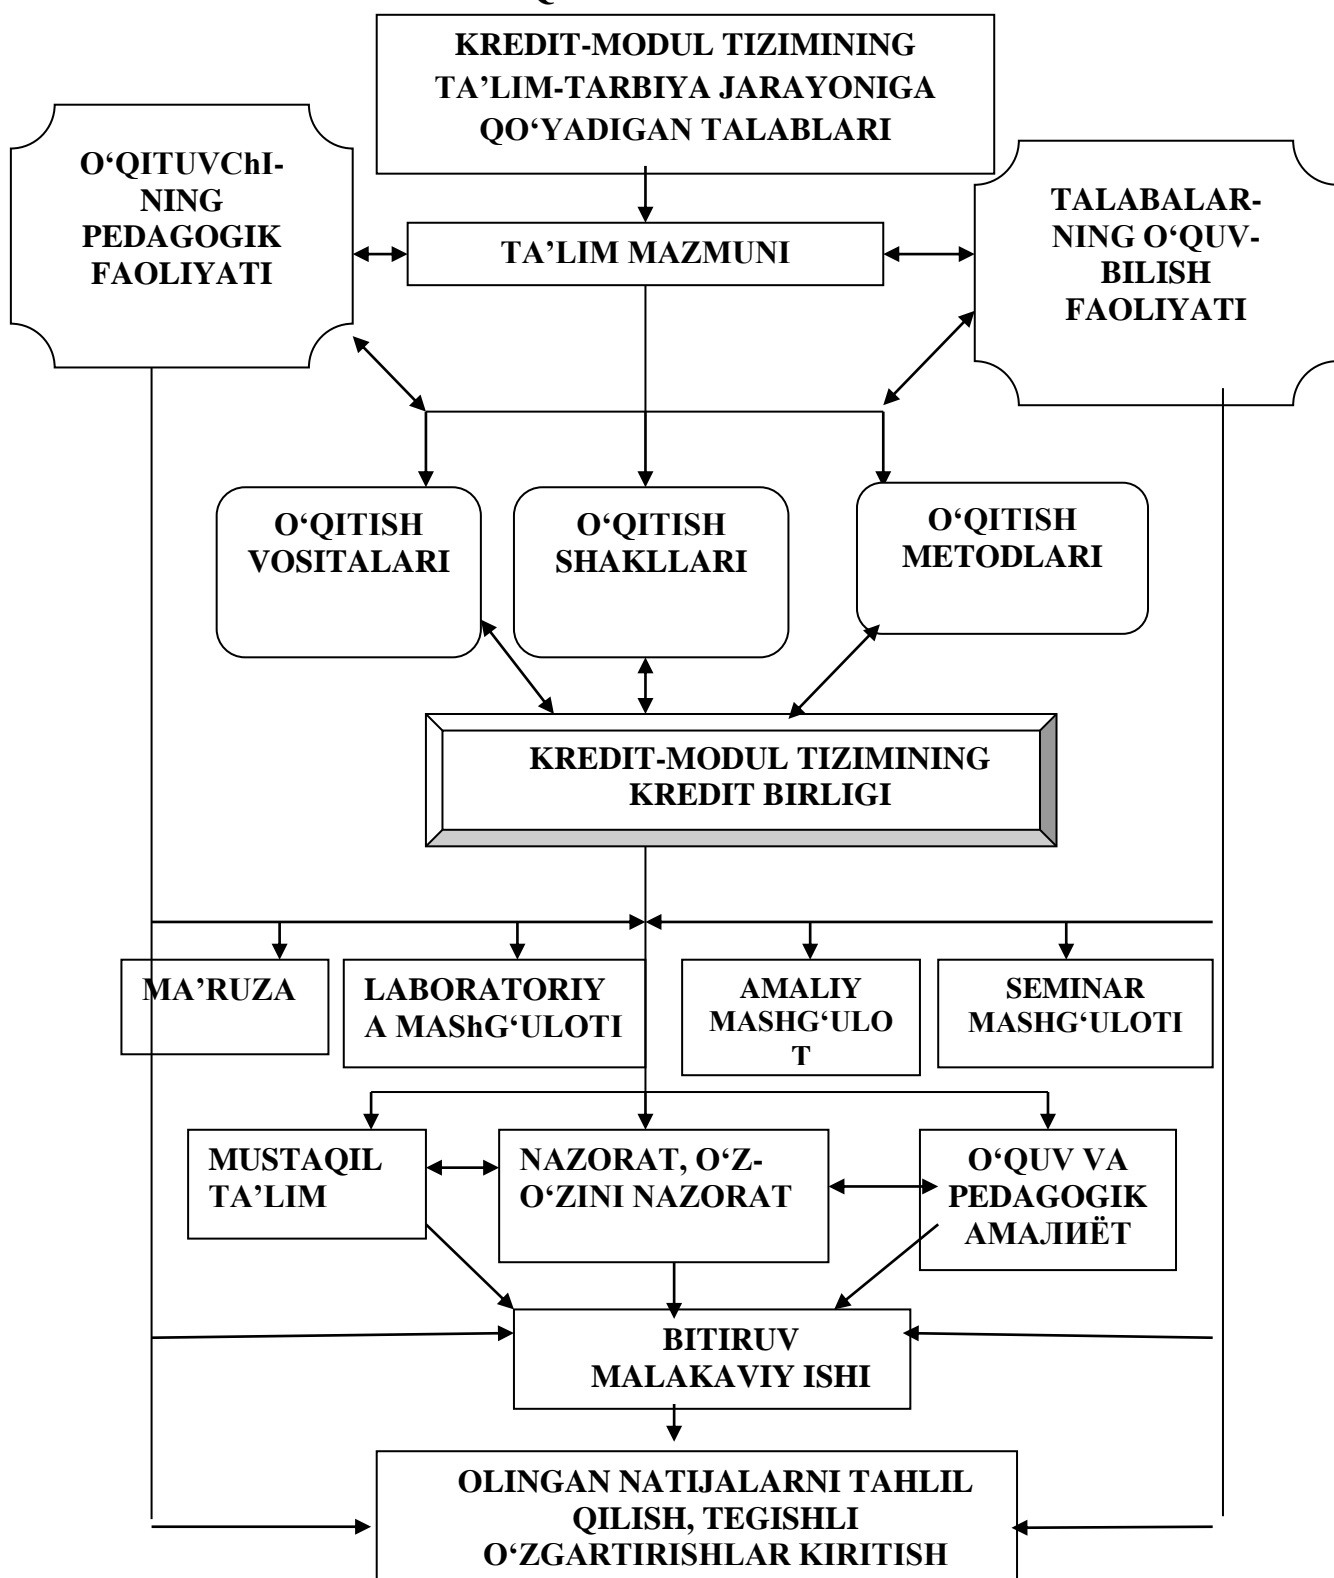 KREDIT-MODUL TIZIMINING
TA’LIM-TARBIYA JARAYONIGA
QO‘YADIGAN TALABLARI
O‘QITUVChI-
NING
PEDAGOGIK
FAOLIYATI
TA’LIM MAZMUNI
TALABALAR-
NING O‘QUV-
BILISH
FAOLIYATI
O‘QITISH
VOSITALARI
O‘QITISH
SHAKLLARI
O‘QITISH
METODLARI
KREDIT-MODUL TIZIMINING
KREDIT BIRLIGI
MA’RUZA
LABORATORIY
A MAShG‘ULOTI
AMALIY
MASHG‘ULO
T
SEMINAR
MASHG‘ULOTI
MUSTAQIL
TA’LIM
NAZORAT, O‘Z-
O‘ZINI NAZORAT
O‘QUV VA
PEDAGOGIK
АМАЛИЁТ
BITIRUV
MALAKAVIY ISHI
OLINGAN NATIJALARNI TAHLIL
QILISH, TEGISHLI
O‘ZGARTIRISHLAR KIRITISH